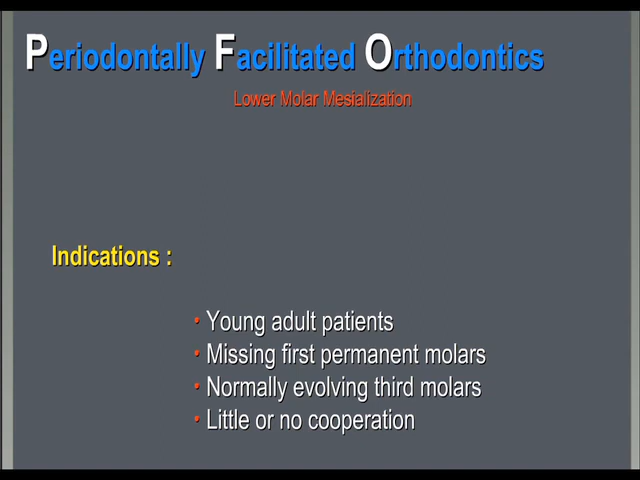 Periodontally Facilitated Orthodontics
Lower Molar Mesialization
Indications :
• Young adult patients
• Missing first permanent molars
• Normally evolving third molars
• Little or no cooperation